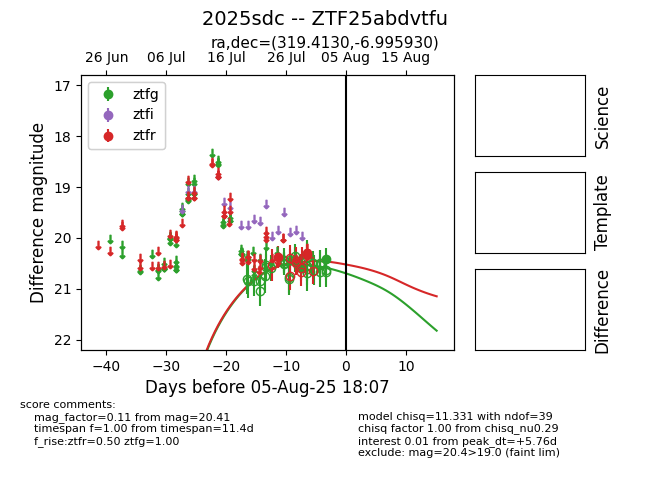 2025sdc -- ZTF25abdvtfu
ra,dec=(319.4130,-6.995930)
26 Jun 06 Jul 16 Jul 26 Jul 05 Aug 15 Aug
ztfg
ztfi
ztfr
17
18
19
20
21
22
Difference magnitude
−40 −30 −20 −10 0 10
Days before 05-Aug-25 18:07
Science
Template
Difference
score comments:
mag_factor=0.11 from mag=20.41
timespan f=1.00 from timespan=11.4d
f_rise:ztfr=0.50 ztfg=1.00
model chisq=11.331 with ndof=39
chisq factor 1.00 from chisq_nu0.29
interest 0.01 from peak_dt=+5.76d
exclude: mag=20.4>19.0 (faint lim)